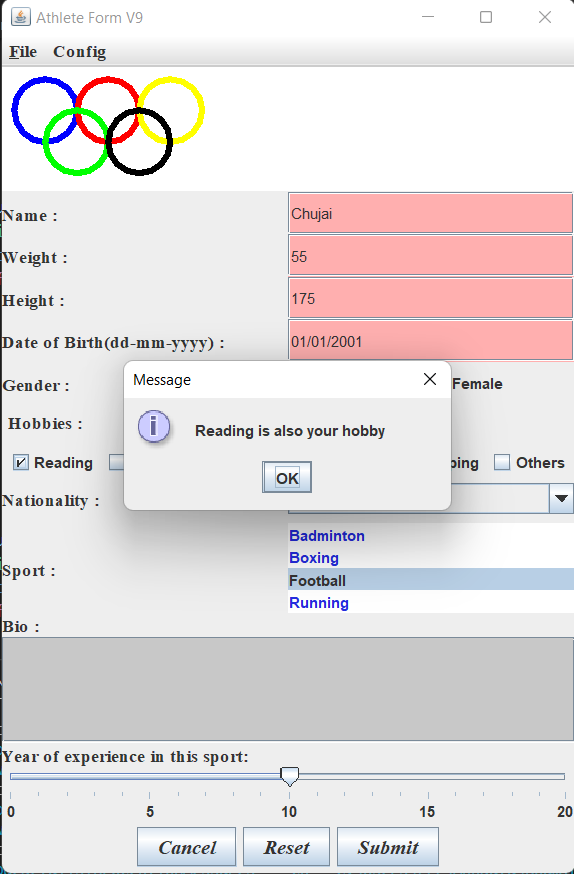 Athlete Form V9
File Config
Name : Chujai
Weight : 55
Height : 175
Date of Birth(dd-mm-yyyy) : 01/01/2001
Message
Gender : Female
Hobbies :
Reading is also your hobby
Reading Others
OK
Nationality :
Badminton
Boxing
Sport : Football
Running
Bio :
Year of experience in this sport:
0 5 10 15 20
Cancel Reset Submit